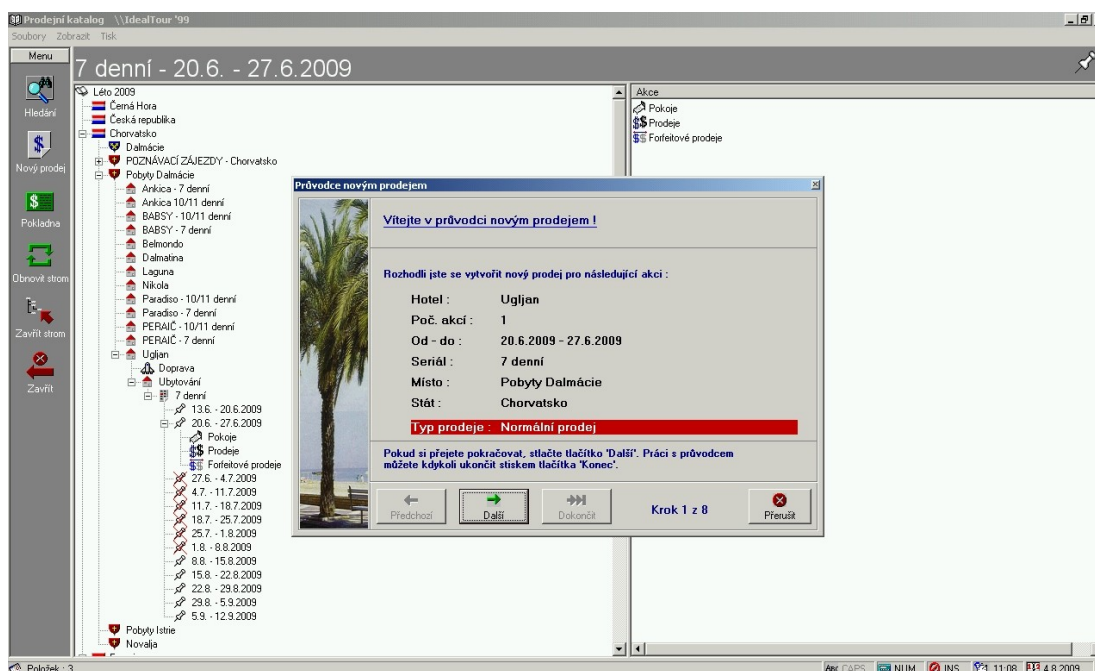 Prodejní katalog \\IdealTour '99
Soubory Zobrazit Tisk
Menu
7 denní - 20.6. - 27.6.2009
Hledání
Nový prodej
Pokladna
Obnovit strom
Zavřít strom
Zavřít
Léto 2009
Černá Hora
Česká republika
Chorvatsko
Dalmácie
POZNÁVACÍ ZÁJEZDY - Chorvatsko
Pobyty Dalmácie
Ankica - 7 denní
Ankica 10/11 denní
BABSY - 10/11 denní
BABSY - 7 denní
Belmondo
Dalmatina
Laguna
Nikola
Paradiso - 10/11 denní
Paradiso - 7 denní
PERAIČ - 10/11 denní
PERAIČ - 7 denní
Ugljan
Doprava
Ubytování
7 denní
13.6. - 20.6.2009
20.6. - 27.6.2009
Pokoje
Prodeje
Forfeitové prodeje
27.6. - 4.7.2009
4.7. - 11.7.2009
11.7. - 18.7.2009
18.7. - 25.7.2009
25.7. - 1.8.2009
1.8. - 8.8.2009
8.8. - 15.8.2009
15.8. - 22.8.2009
22.8. - 29.8.2009
29.8. - 5.9.2009
5.9. - 12.9.2009
Pobyty Istrie
Novalja
Akce
Pokoje
Prodeje
Forfeitové prodeje
Průvodce novým prodejem
Vítejte v průvodci novým prodejem !
Rozhodli jste se vytvořit nový prodej pro následující akci :
Hotel : Ugljan
Poč. akcí : 1
Od - do : 20.6.2009 - 27.6.2009
Seriál : 7 denní
Místo : Pobyty Dalmácie
Stát : Chorvatsko
Typ prodeje : Normální prodej
Pokud si přejete pokračovat, stlačte tlačítko 'Další'. Práci s průvodcem
můžete kdykoli ukončit stiskem tlačítka 'Konec'.
Předchozí
Další
Dokončit
Krok 1 z 8
Přerušit
Položek : 3
Abc CAPS NUM INS 11:08 4.8.2009